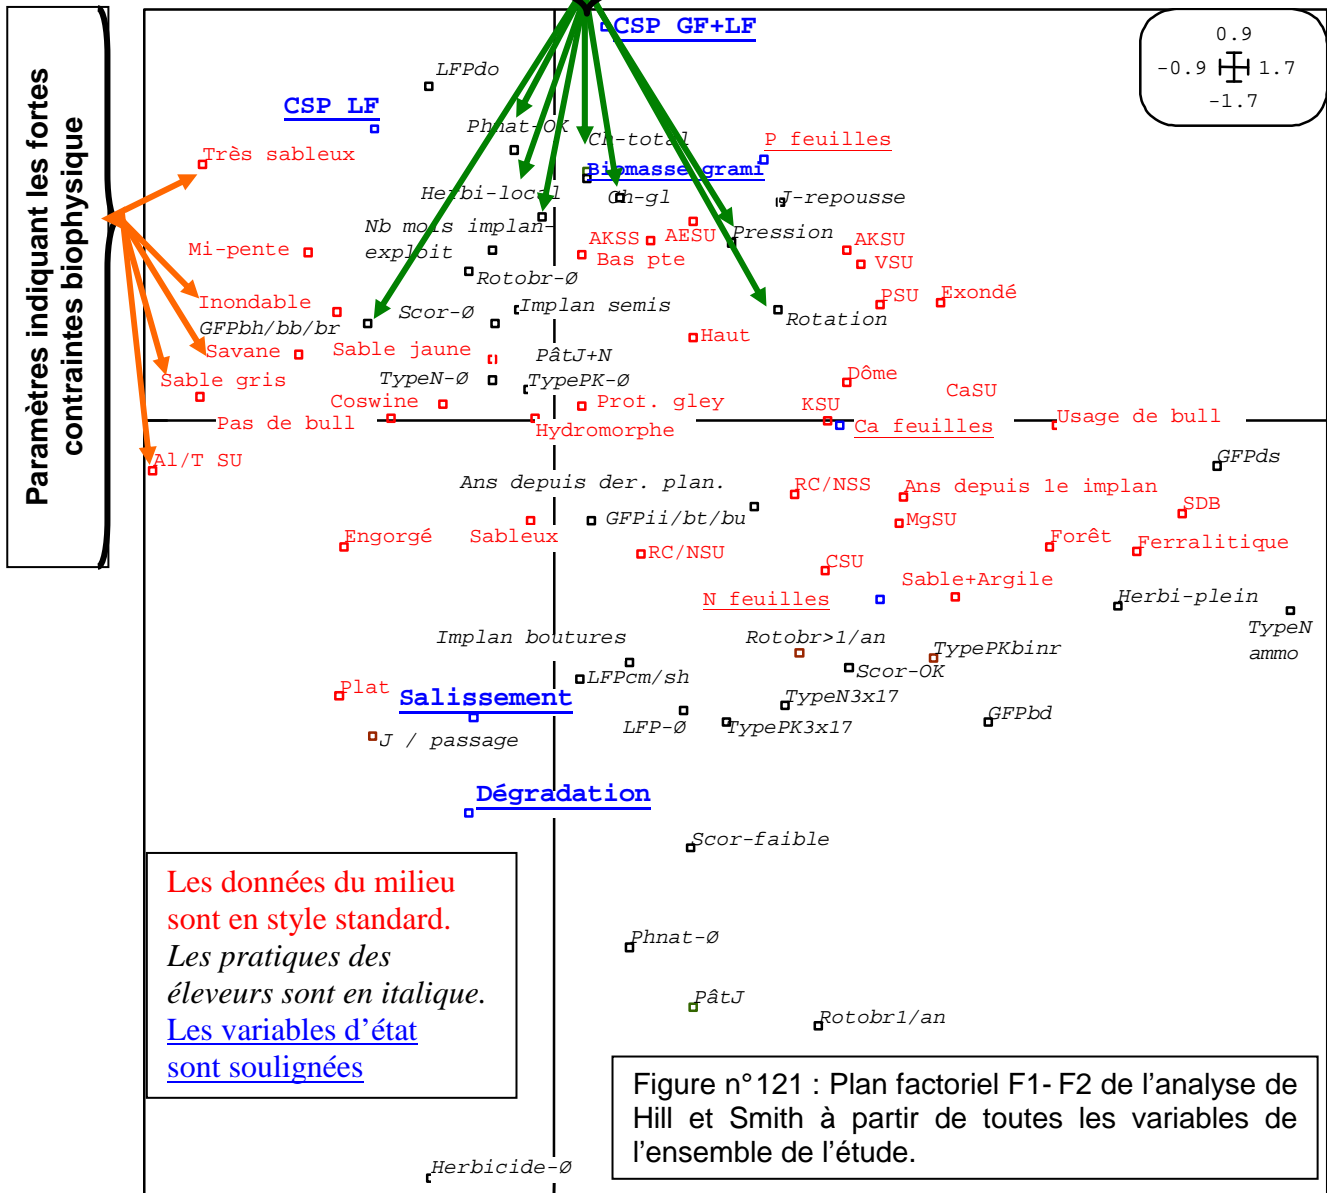 Paramètres indiquant les fortes
contraintes biophysique
CSP GF+LF
0.9
-0.9 1.7
-1.7
LFPdo
CSP LF
Phnat-OK
Ch-total
P feuilles
Très sableux
Biomasse grami
Herbi-local
Ch-gl
J-repousse
Nb mois implan-
exploit
AKSS
AESU
Pression
AKSU
Mi-pente
Bas pte
VSU
Rotobr-Ø
Inondable
Scor-Ø
Implan semis
PSU
Exondé
GFPbh/bb/br
Rotation
Haut
Savane
Sable jaune
PâtJ+N
Sable gris
TypeN-Ø
TypePK-Ø
Dôme
CaSU
Coswine
Prot. gley
KSU
Pas de bull
Hydromorphe
Ca feuilles
Usage de bull
Al/T SU
GFPds
Ans depuis der. plan.
RC/NSS
Ans depuis 1e implan
SDB
GFPii/bt/bu
MgSU
Engorgé
Sableux
RC/NSU
Forêt
Ferralitique
CSU
Sable+Argile
N feuilles
Herbi-plein
TypeN
ammo
Implan boutures
Rotobr>1/an
TypePKbinr
Scor-OK
LFPcm/sh
Plat
Salissement
TypeN3x17
LFP-Ø
TypePK3x17
GFPbd
J / passage
Dégradation
Scor-faible
Les données du milieu
sont en style standard.
Les pratiques des
éleveurs sont en italique.
Les variables d’état
sont soulignées
Phnat-Ø
PâtJ
Rotobr1/an
Figure n°121 : Plan factoriel F1- F2 de l’analyse de
Hill et Smith à partir de toutes les variables de
l’ensemble de l’étude.
Herbicide-Ø